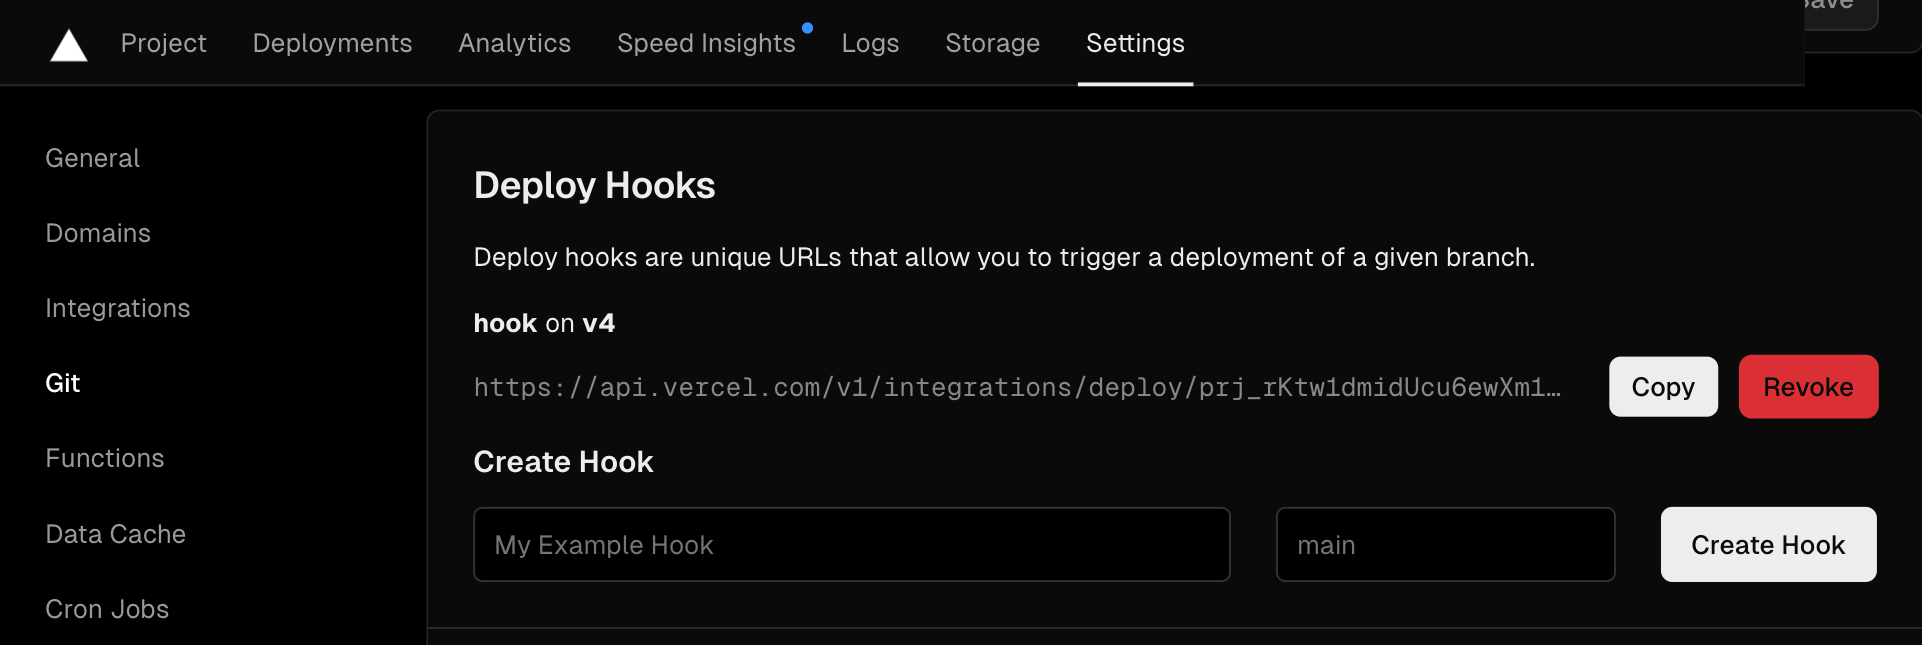 Save
Project Deployments Analytics Speed Insights Logs Storage Settings
General
Domains
Integrations
Git
Functions
Data Cache
Cron Jobs
Deploy Hooks
Deploy hooks are unique URLs that allow you to trigger a deployment of a given branch.
hook on v4
https://api.vercel.com/v1/integrations/deploy/prj_rKtw1dmidUcu6ewXm1… Copy Revoke
Create Hook
My Example Hook main Create Hook